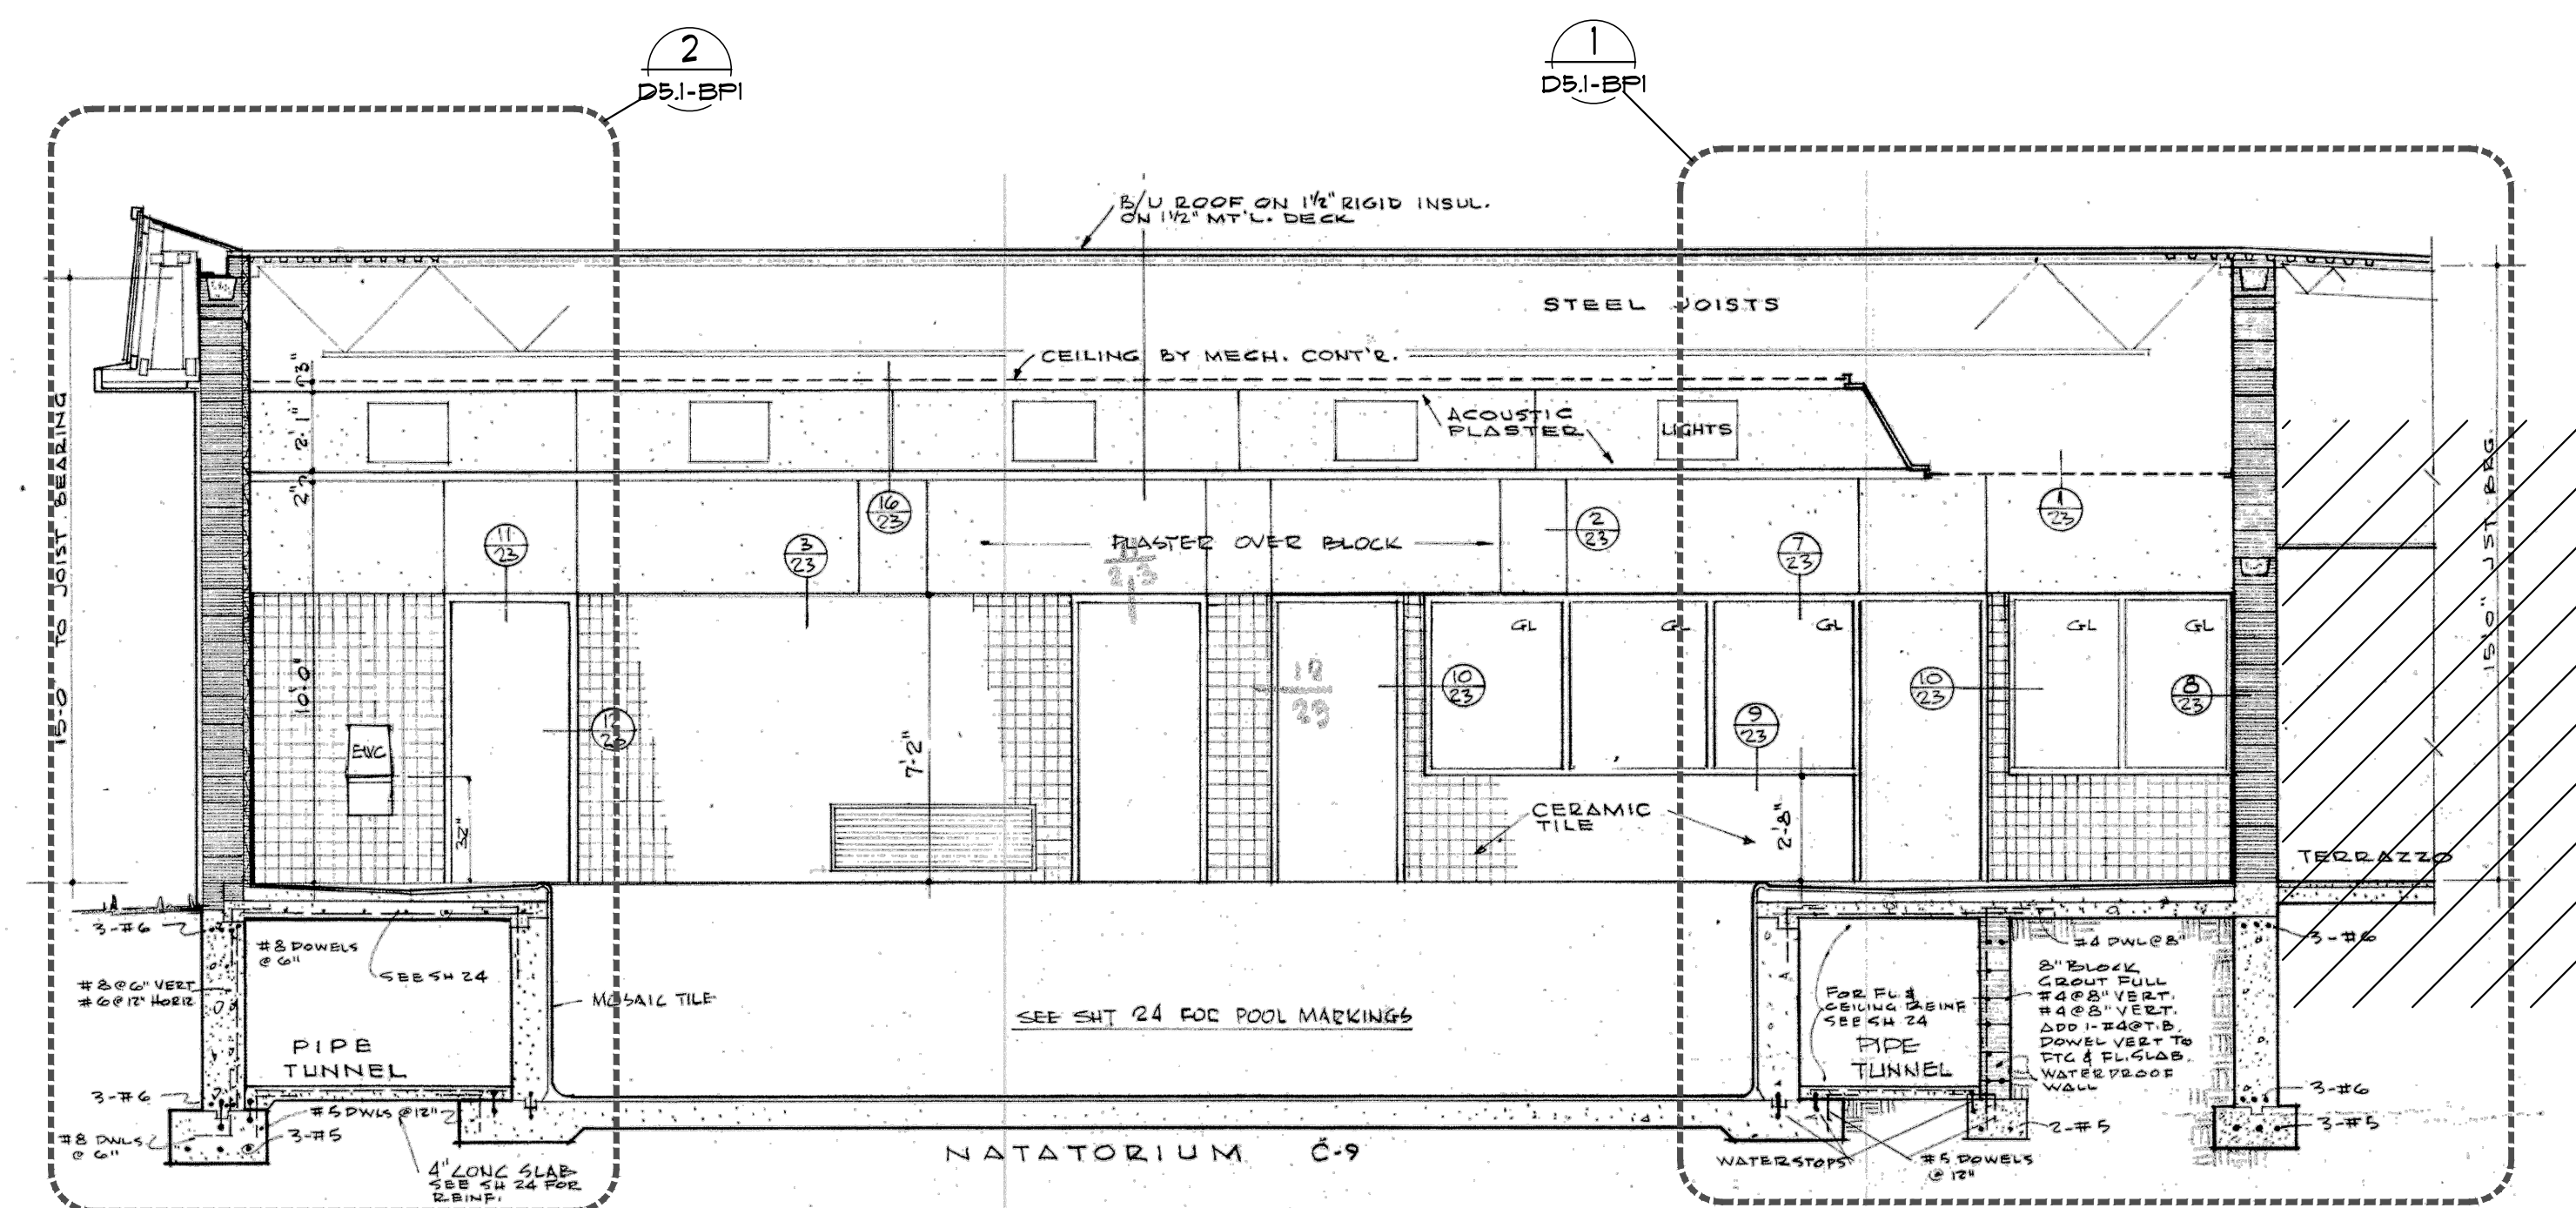 2
D5.1-BP1
1
D5.1-BP1
B/U ROOF ON 1½" RIGID INSUL.
ON 1½" MT'L. DECK
STEEL JOISTS
CEILING BY MECH. CONT'R.
3"
2'1"
2"
ACOUSTIC
PLASTER
LIGHTS
15'-0 TO JOIST BEARING
15'0" JST. BRG.
16
23
11
23
3
23
PLASTER OVER BLOCK
23
2
23
7
23
1
23
GL
GL
GL
GL
GL
10'0"
12
23
10
23
10
23
8
23
9
23
EWC
12
7'-2"
32"
CERAMIC
TILE
2'8"
TERRAZZO
3-#6
#8 DOWELS
@ 6"
SEE SH 24
#8@6" VERT
#6@12" HORIZ
MOSAIC TILE
SEE SHT 24 FOR POOL MARKINGS
PIPE
TUNNEL
3-#6
#5 DWLS @12"
3-#5
#8 DWLS
@ 6"
4" CONC SLAB
SEE SH 24 FOR
REINF.
NATATORIUM C-9
FOR FL &
CEILING REINF
SEE SH 24
PIPE
TUNNEL
#4 DWL@8"
8" BLOCK
GROUT FULL
#4@8" VERT.
#4@8" VERT.
ADD 1-#4@T.B.
DOWEL VERT TO
FTG & FL.SLAB.
WATERPROOF
WALL
3-#6
3-#6
3-#5
2-#5
WATERSTOPS
#5 DOWELS
@ 12"